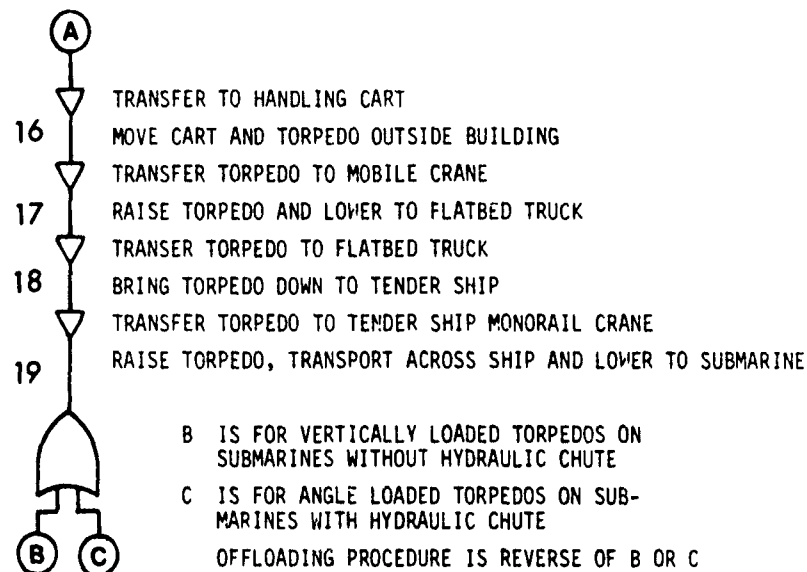 A
TRANSFER TO HANDLING CART
16
MOVE CART AND TORPEDO OUTSIDE BUILDING
TRANSFER TORPEDO TO MOBILE CRANE
17
RAISE TORPEDO AND LOWER TO FLATBED TRUCK
TRANSER TORPEDO TO FLATBED TRUCK
18
BRING TORPEDO DOWN TO TENDER SHIP
TRANSFER TORPEDO TO TENDER SHIP MONORAIL CRANE
19
RAISE TORPEDO, TRANSPORT ACROSS SHIP AND LOWER TO SUBMARINE
B IS FOR VERTICALLY LOADED TORPEDOS ON
SUBMARINES WITHOUT HYDRAULIC CHUTE
C IS FOR ANGLE LOADED TORPEDOS ON SUB-
MARINES WITH HYDRAULIC CHUTE
B C
OFFLOADING PROCEDURE IS REVERSE OF B OR C